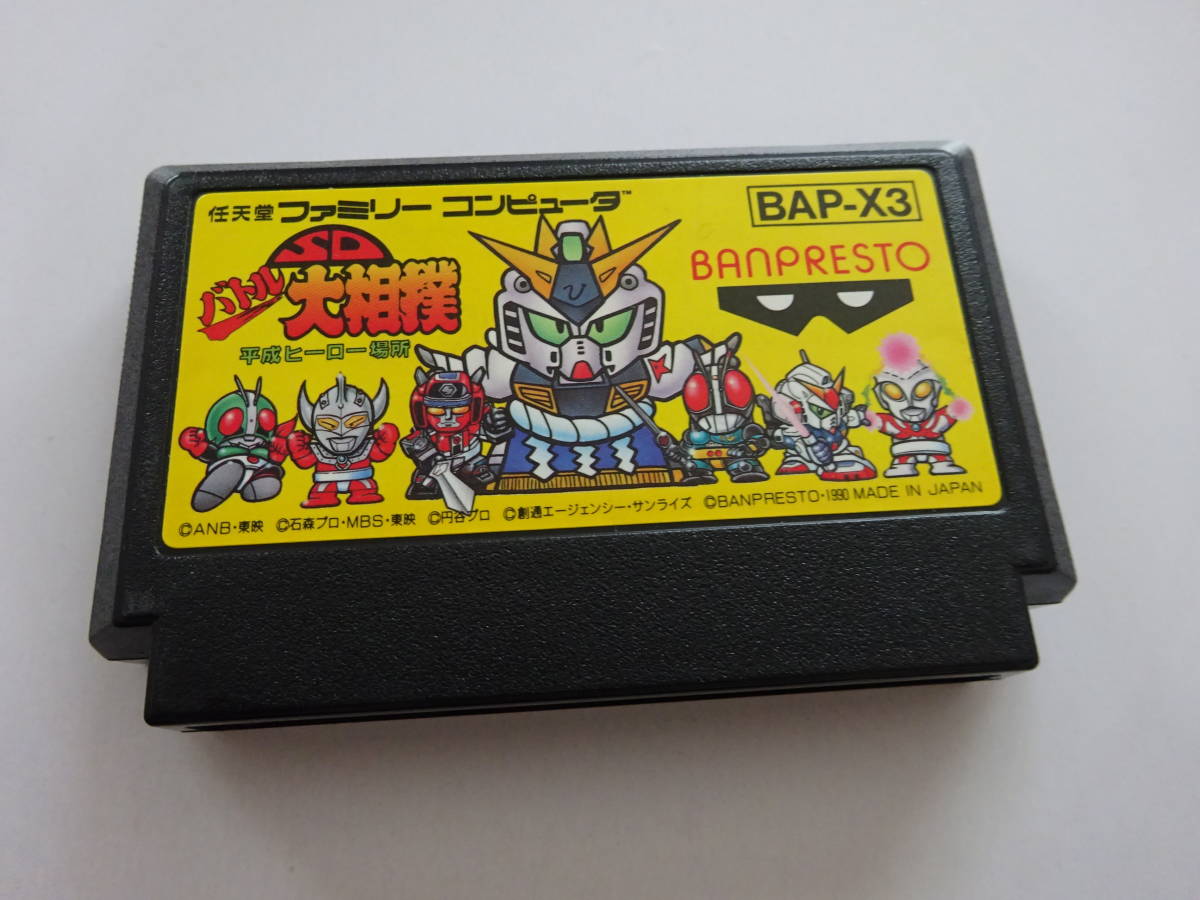 任天堂 ファミリー コンピュータ™
BAP-X3
BANPRESTO
SD
バトル
大相撲
平成ヒーロー場所
©ANB・東映 ©石森プロ・MBS・東映 ©円谷プロ ©創通エージェンシー・サンライズ ©BANPRESTO・1990 MADE IN JAPAN